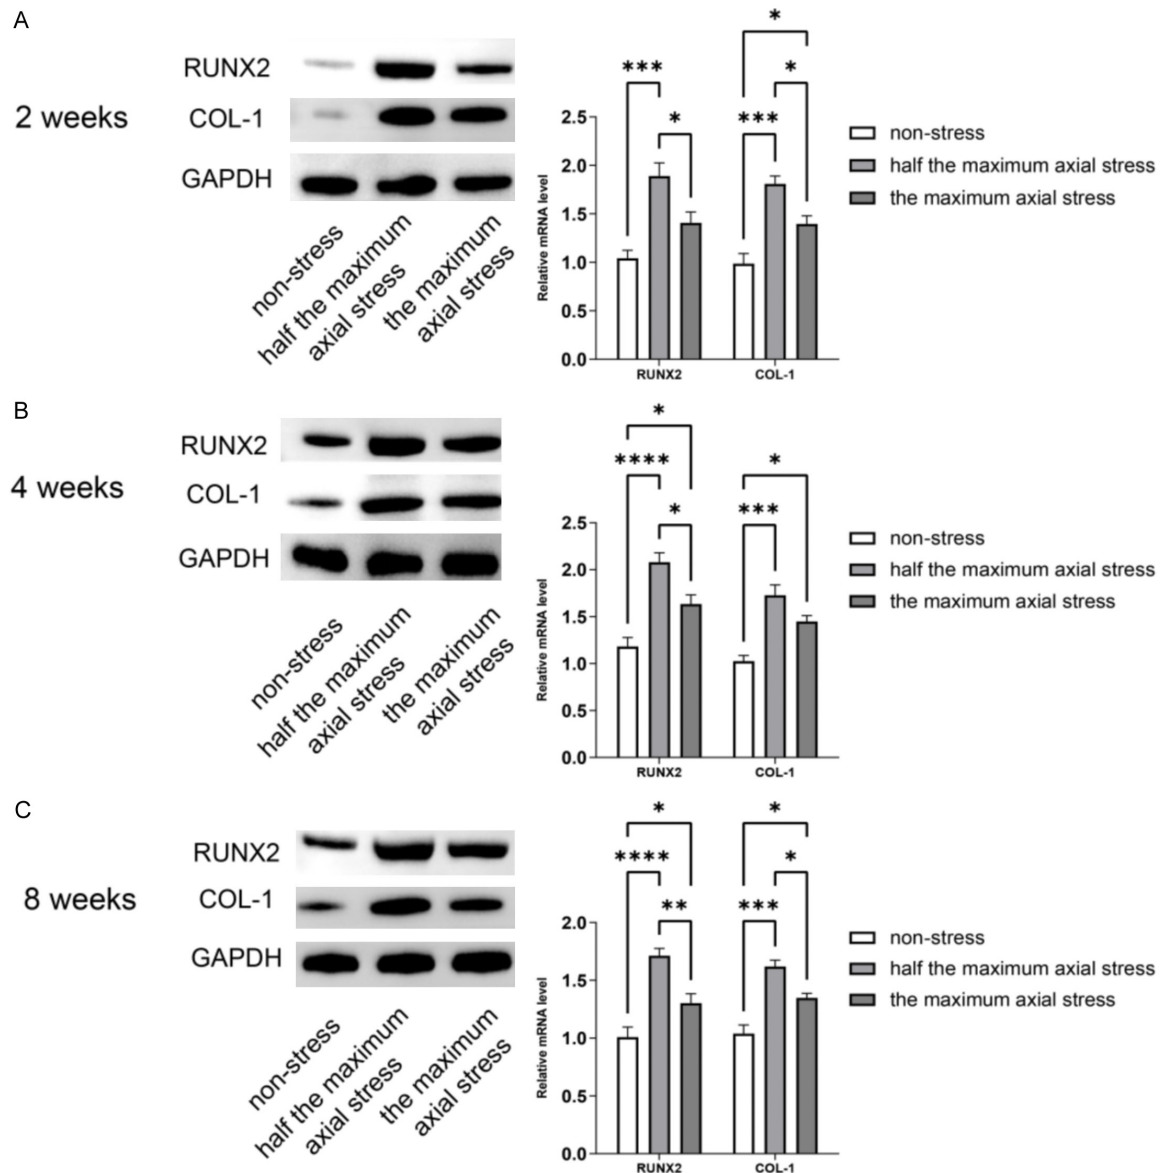 A
RUNX2
2 weeks
COL-1
GAPDH
non-stress
half the maximum
axial stress
the maximum
axial stress
***
*
*
***
*
Relative mRNA level
2.5
2.0
1.5
1.0
0.5
0.0
RUNX2
COL-1
non-stress
half the maximum axial stress
the maximum axial stress
B
RUNX2
4 weeks
COL-1
GAPDH
non-stress
half the maximum
axial stress
the maximum
axial stress
*
****
*
*
***
Relative mRNA level
2.5
2.0
1.5
1.0
0.5
0.0
RUNX2
COL-1
non-stress
half the maximum axial stress
the maximum axial stress
C
RUNX2
8 weeks
COL-1
GAPDH
non-stress
half the maximum
axial stress
the maximum
axial stress
*
****
**
*
*
***
Relative mRNA level
2.0
1.5
1.0
0.5
0.0
RUNX2
COL-1
non-stress
half the maximum axial stress
the maximum axial stress